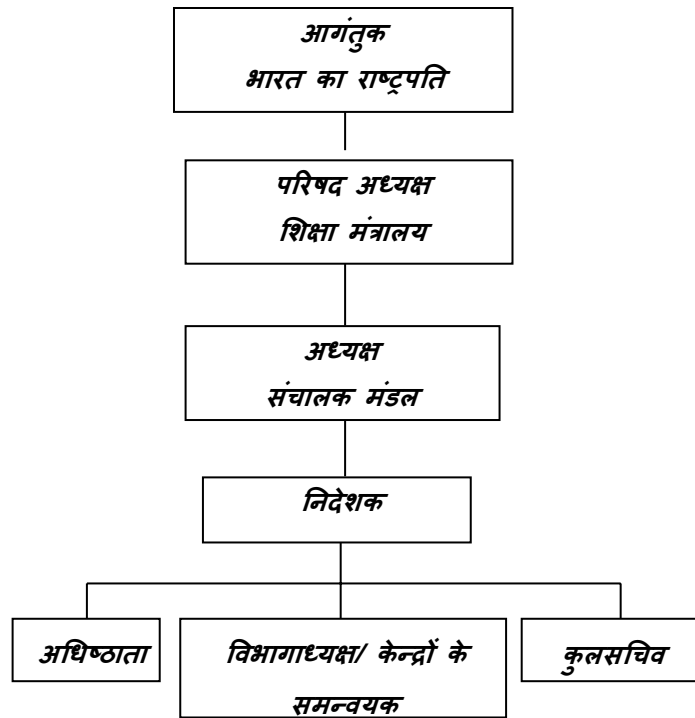 आगंतुक
भारत का राष्ट्रपति
परिषद अध्यक्ष
शिक्षा मंत्रालय
अध्यक्ष
संचालक मंडल
निदेशक
अधिष्ठाता
विभागाध्यक्ष/ केन्द्रों के
समन्वयक
कुलसचिव